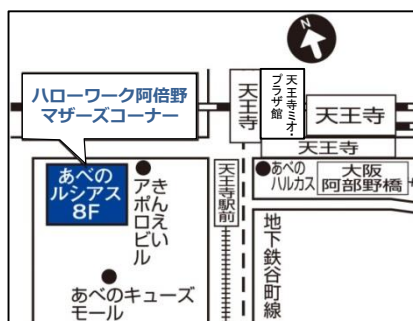 N
ハローワーク阿倍野
マザーズコーナー
天王寺
天王寺ミオ・
プラザ館
天王寺
天王寺
あべの
ルシアス
8F
きんえい
アポロビル
天王寺駅前
あべの
ハルカス
大阪
阿部野橋
あべのキューズ
モール
地下鉄谷町線